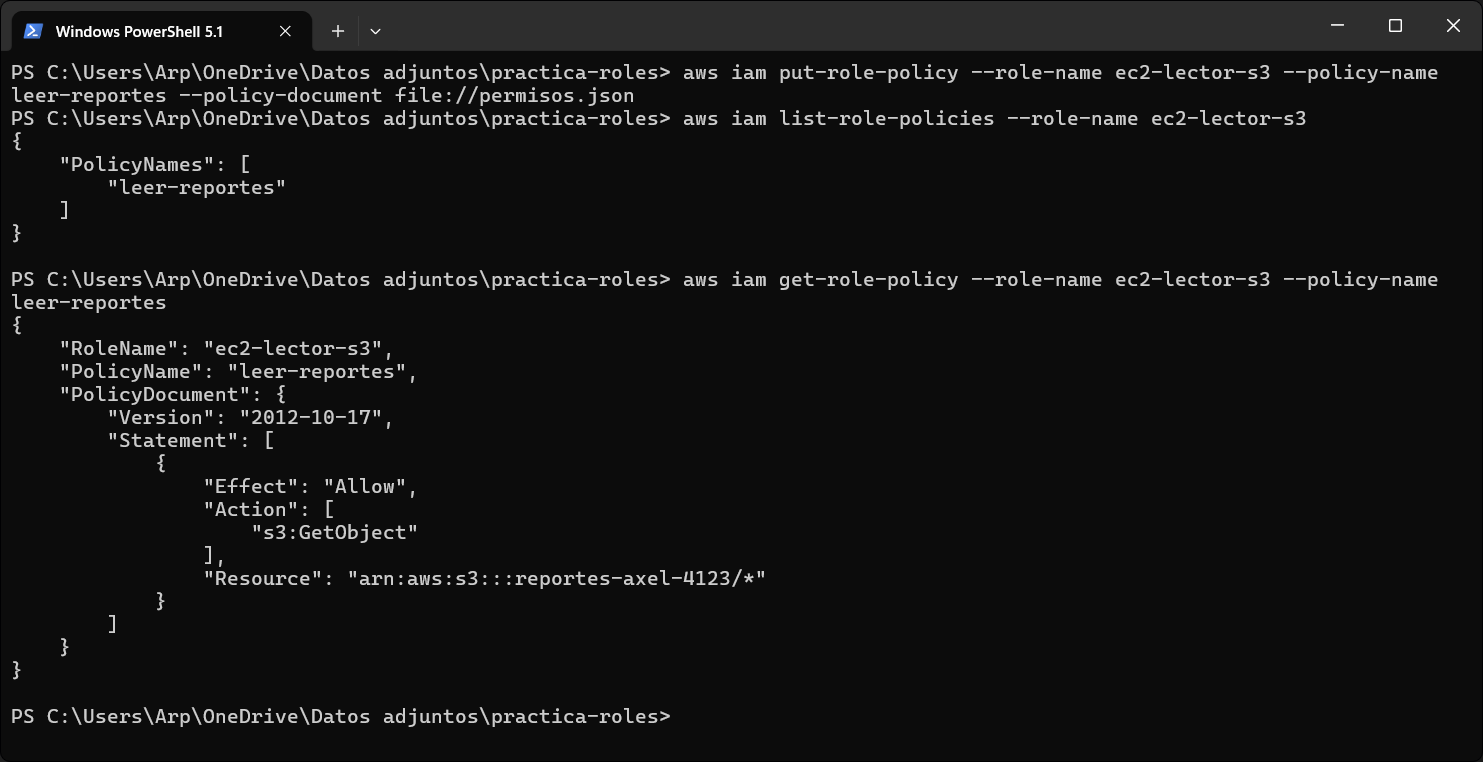 Windows PowerShell 5.1
PS C:\Users\Arp\OneDrive\Datos adjuntos\practica-roles> aws iam put-role-policy --role-name ec2-lector-s3 --policy-name
leer-reportes --policy-document file://permisos.json
PS C:\Users\Arp\OneDrive\Datos adjuntos\practica-roles> aws iam list-role-policies --role-name ec2-lector-s3
{
    "PolicyNames": [
        "leer-reportes"
    ]
}
PS C:\Users\Arp\OneDrive\Datos adjuntos\practica-roles> aws iam get-role-policy --role-name ec2-lector-s3 --policy-name
leer-reportes
{
    "RoleName": "ec2-lector-s3",
    "PolicyName": "leer-reportes",
    "PolicyDocument": {
        "Version": "2012-10-17",
        "Statement": [
            {
                "Effect": "Allow",
                "Action": [
                    "s3:GetObject"
                ],
                "Resource": "arn:aws:s3:::reportes-axel-4123/*"
            }
        ]
    }
}
PS C:\Users\Arp\OneDrive\Datos adjuntos\practica-roles>